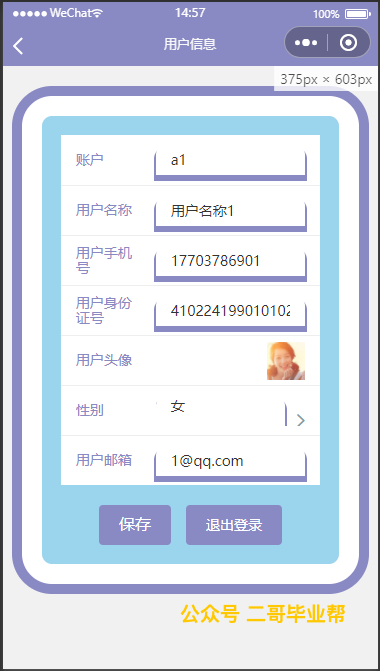 WeChat
14:57
100%
用户信息
375px × 603px
账户 a1
用户名称 用户名称1
用户手机号 17703786901
用户身份证号 410224199010102
用户头像
性别 女
用户邮箱 1@qq.com
保存 退出登录
公众号 二哥毕业帮